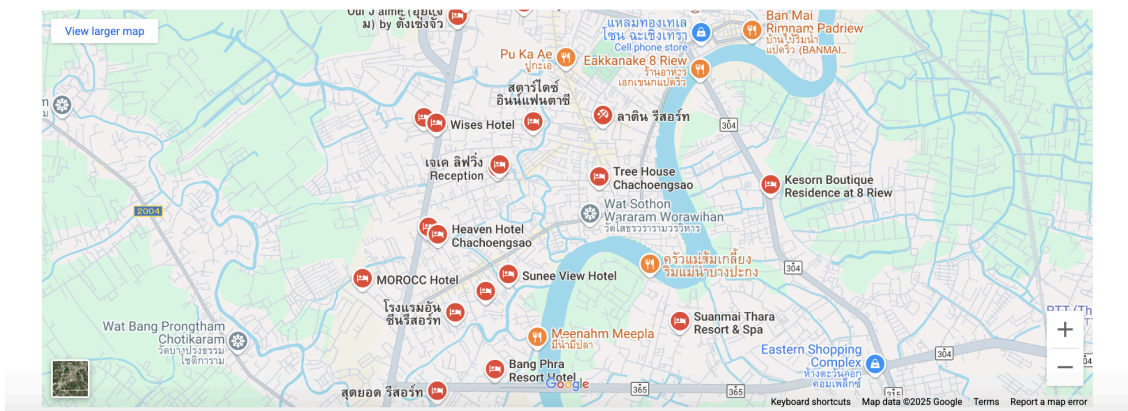 View larger map
Our J'aime (อุ่ยแจ
ม) by ตั้งเซ่งจั้ว
แหลมทองเทเล
โซน ฉะเชิงเทรา
Cell phone store
Ban Mai
Rimnam Padriew
บ้านใหม่ริมน้ำ
แปดริ้ว (BANMAI...
Pu Ka Ae
ปูกะเอ
Eakkanake 8 Riew
ร้านอาหาร
เอกเขนกแปดริ้ว
สตาร์ไดซ์
อินน์แฟนตาซี
ลาติน รีสอร์ท
Wises Hotel
304
เจเค ลิฟวิ่ง
Reception
Tree House
Chachoengsao
Kesorn Boutique
Residence at 8 Riew
2004
Wat Sothon
Wararam Worawihan
วัดโสธรวรารามวรวิหาร
Heaven Hotel
Chachoengsao
ครัวแม่ส้มเกลี้ยง
ริมแม่น้ำบางปะกง
304
MOROCC Hotel
Sunee View Hotel
โรงแรมอัน
ซีนรีสอร์ท
Suanmai Thara
Resort & Spa
PTT (Th
Wat Bang Prongtham
Chotikaram
วัดบางปรงธรรม
โชติการาม
Meenahm Meepla
มีน้ำมีปลา
Eastern Shopping
Complex
ห้างตะวันออก
คอมเพล็กซ์
304
Bang Phra
Resort Hotel
สุดยอด รีสอร์ท
Google
365
365
315
Keyboard shortcuts
Map data ©2025 Google
Terms
Report a map error